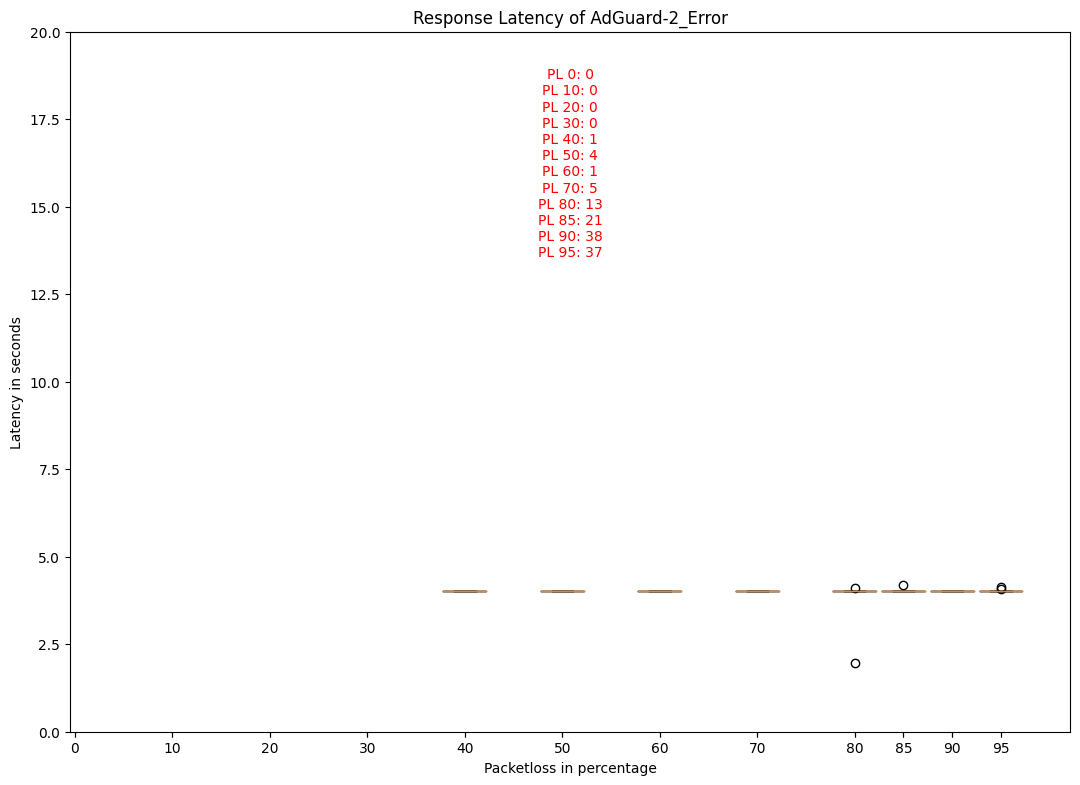 Response Latency of AdGuard-2_Error
20.0
17.5
15.0
12.5
10.0
7.5
5.0
2.5
0.0
Latency in seconds
PL 0: 0
PL 10: 0
PL 20: 0
PL 30: 0
PL 40: 1
PL 50: 4
PL 60: 1
PL 70: 5
PL 80: 13
PL 85: 21
PL 90: 38
PL 95: 37
0 10 20 30 40 50 60 70 80 85 90 95
Packetloss in percentage